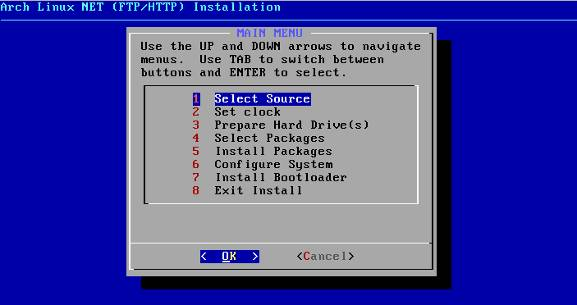 Arch Linux NET (FTP/HTTP) Installation
MAIN MENU
Use the UP and DOWN arrows to navigate
menus.  Use TAB to switch between
buttons and ENTER to select.
1  Select Source
2  Set clock
3  Prepare Hard Drive(s)
4  Select Packages
5  Install Packages
6  Configure System
7  Install Bootloader
8  Exit Install
<  OK  >     <Cancel>